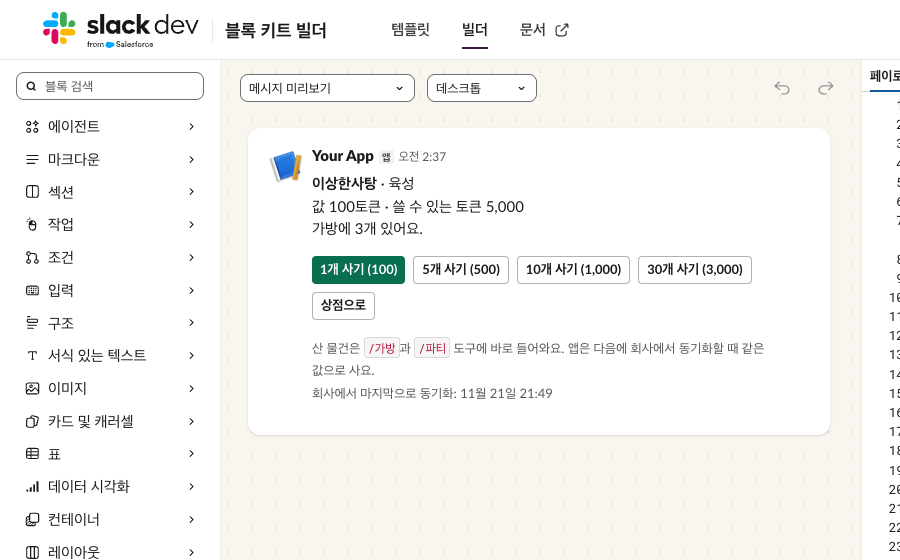 slack dev
from Salesforce
블록 키트 빌더
템플릿
빌더
문서
블록 검색
메시지 미리보기
데스크톱
에이전트
마크다운
섹션
작업
조건
입력
구조
서식 있는 텍스트
이미지
카드 및 캐러셀
표
데이터 시각화
컨테이너
레이아웃
Your App 앱 오전 2:37
이상한사탕 · 육성
값 100토큰 · 쓸 수 있는 토큰 5,000
가방에 3개 있어요.
1개 사기 (100)
5개 사기 (500)
10개 사기 (1,000)
30개 사기 (3,000)
상점으로
산 물건은 /가방과 /파티 도구에 바로 들어와요. 앱은 다음에 회사에서 동기화할 때 같은
값으로 사요.
회사에서 마지막으로 동기화: 11월 21일 21:49